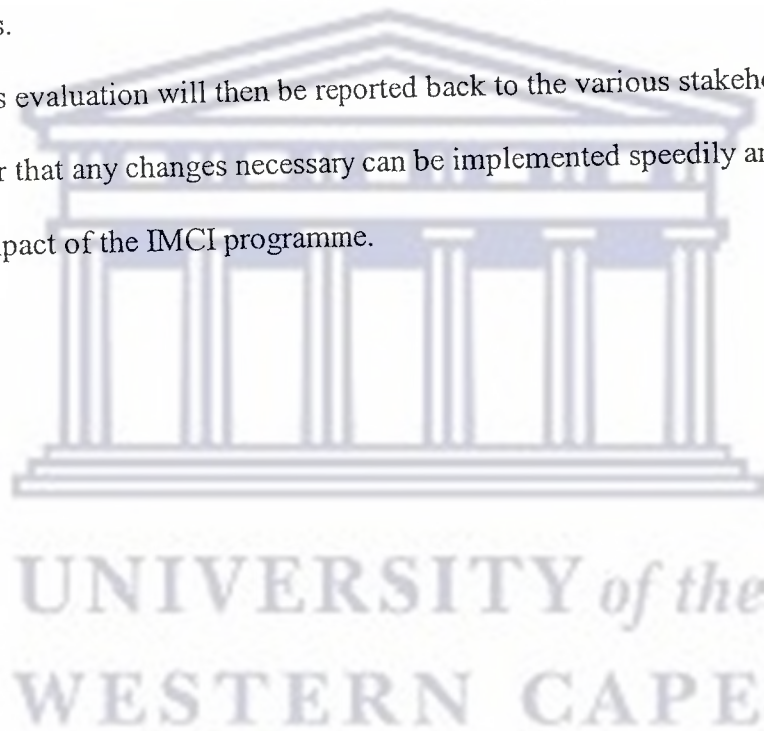 s.
s evaluation will then be reported back to the various stakeho
r that any changes necessary can be implemented speedily an
pact of the IMCI programme.
UNIVERSITY of the
WESTERN CAPE